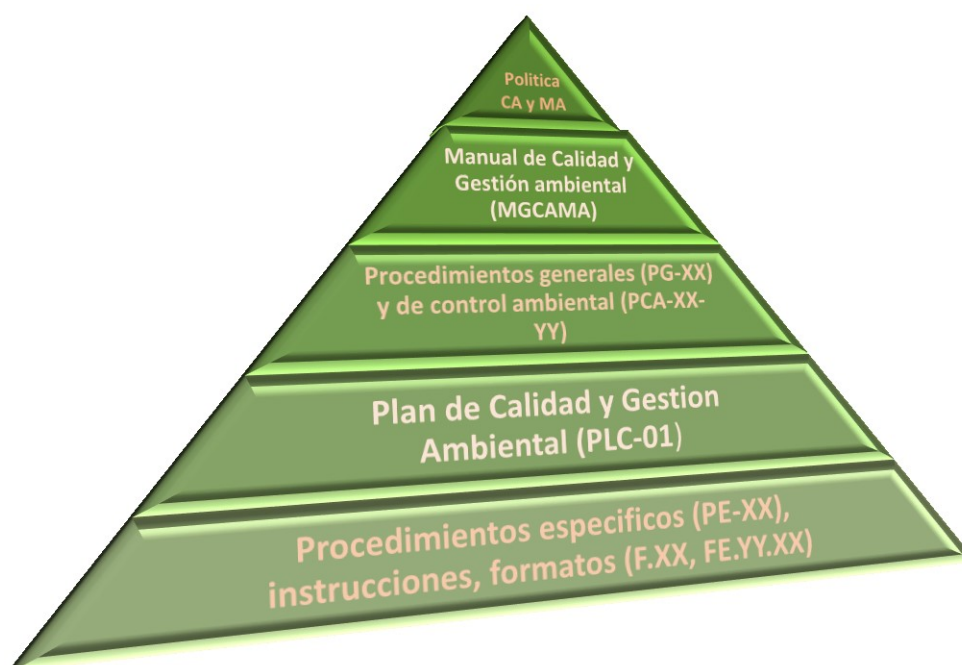 Politica
CA y MA
Manual de Calidad y
Gestión ambiental
(MGCAMA)
Procedimientos generales (PG-XX)
y de control ambiental (PCA-XX-
YY)
Plan de Calidad y Gestion
Ambiental (PLC-01)
Procedimientos especificos (PE-XX),
instrucciones, formatos (F.XX, FE.YY.XX)